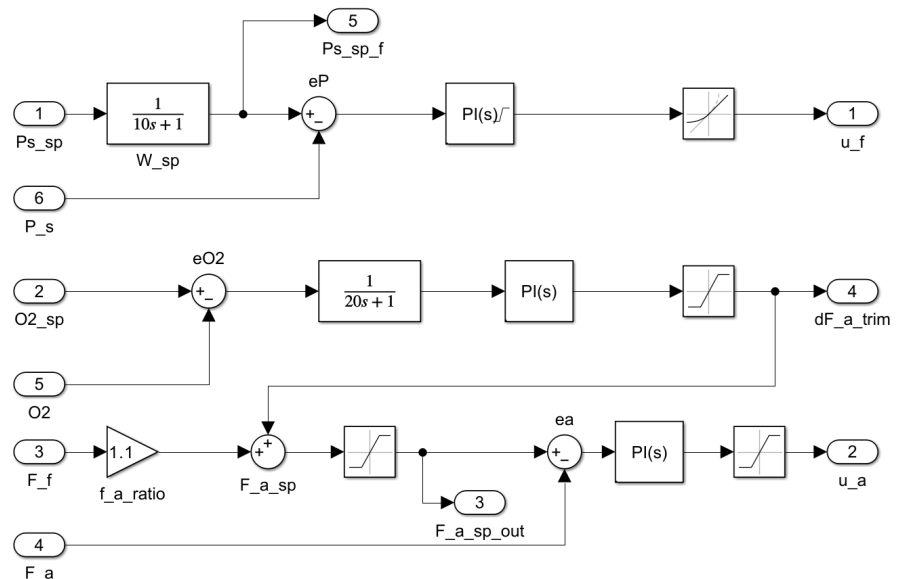 5
Ps_sp_f
eP
1
1
10s + 1
+
−
PI(s)
1
Ps_sp
W_sp
u_f
6
P_s
eO2
2
+
−
1
20s + 1
PI(s)
4
O2_sp
dF_a_trim
5
O2
ea
3
1.1
+
+
+
−
PI(s)
2
F_f
f_a_ratio
F_a_sp
u_a
3
F_a_sp_out
4
F_a